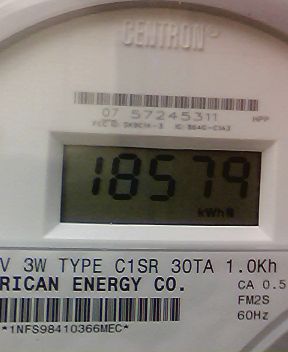 CENTRON®
07 57245311 HPP
18579
kWh
V 3W TYPE C1SR 30TA 1.0Kh
RICAN ENERGY CO. CA 0.5
FM2S
*1NFS98410366MEC* 60Hz